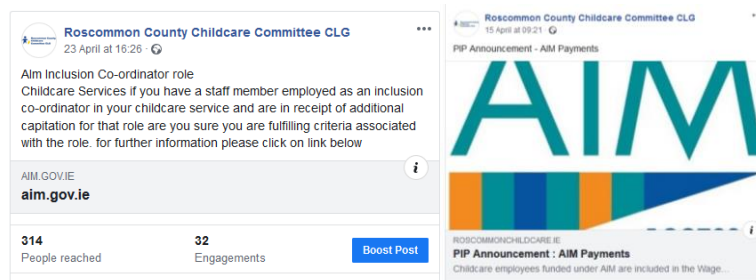 Roscommon County Childcare Committee CLG
23 April at 16:26 ·
AIm Inclusion Co-ordinator role
Childcare Services if you have a staff member employed as an inclusion
co-ordinator in your childcare service and are in receipt of additional
capitation for that role are you sure you are fulfilling criteria associated
with the role. for further information please click on link below
AIM.GOV.IE
aim.gov.ie
i
314
People reached
32
Engagements
Boost Post
Roscommon County Childcare Committee CLG
15 April at 09:21 ·
PIP Announcement - AIM Payments
AIM
ROSCOMMONCHILDCARE.IE
PIP Announcement : AIM Payments
Childcare employees funded under AIM are included in the Wage...
i